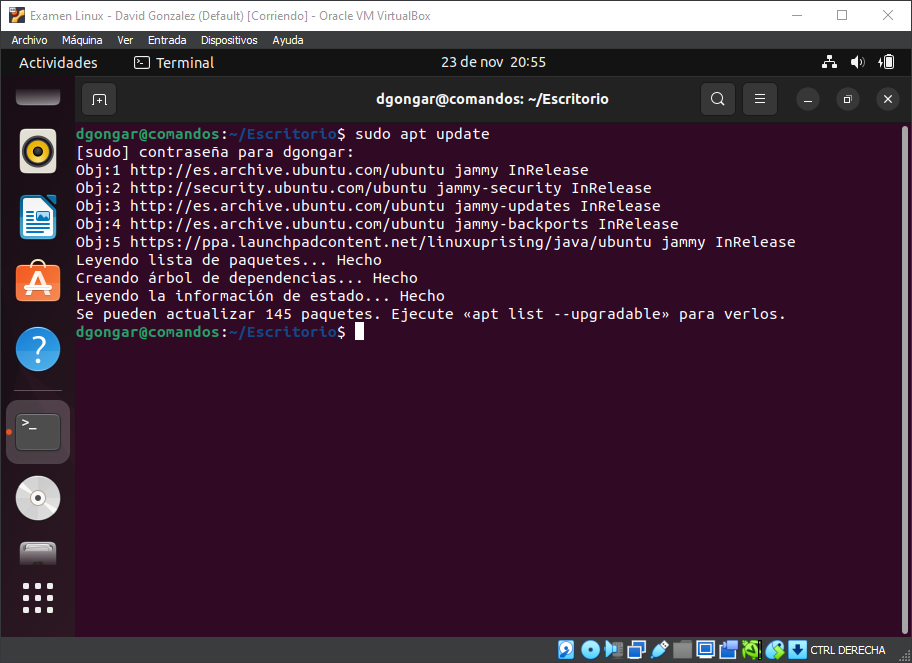 Examen Linux - David Gonzalez (Default) [Corriendo] - Oracle VM VirtualBox
Archivo Máquina Ver Entrada Dispositivos Ayuda
Actividades Terminal 23 de nov 20:55
dgongar@comandos: ~/Escritorio
dgongar@comandos:~/Escritorio$ sudo apt update
[sudo] contraseña para dgongar:
Obj:1 http://es.archive.ubuntu.com/ubuntu jammy InRelease
Obj:2 http://security.ubuntu.com/ubuntu jammy-security InRelease
Obj:3 http://es.archive.ubuntu.com/ubuntu jammy-updates InRelease
Obj:4 http://es.archive.ubuntu.com/ubuntu jammy-backports InRelease
Obj:5 https://ppa.launchpadcontent.net/linuxuprising/java/ubuntu jammy InRelease
Leyendo lista de paquetes... Hecho
Creando árbol de dependencias... Hecho
Leyendo la información de estado... Hecho
Se pueden actualizar 145 paquetes. Ejecute «apt list --upgradable» para verlos.
dgongar@comandos:~/Escritorio$
CTRL DERECHA